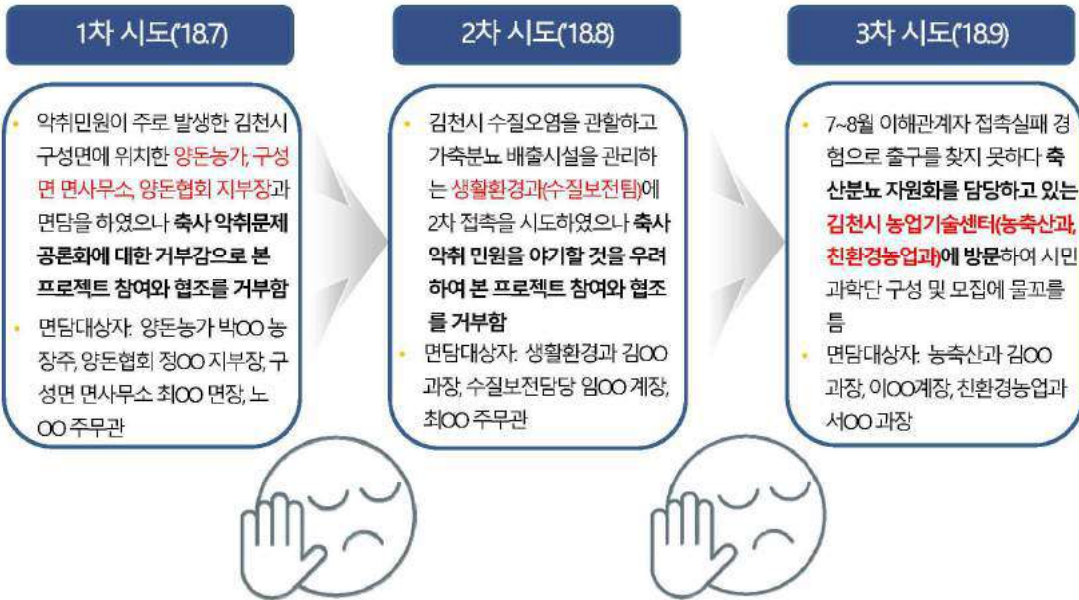 1차 시도('18.7)
• 악취민원이 주로 발생한 김천시
구성면에 위치한 양돈농가, 구성
면 면사무소, 양돈협회 지부장과
면담을 하였으나 축사 악취문제
공론화에 대한 거부감으로 본
프로젝트 참여와 협조를 거부함
• 면담대상자: 양돈농가 박OO 농
장주, 양돈협회 정OO 지부장, 구
성면 면사무소 최OO 면장, 노
OO 주무관
2차 시도('18.8)
• 김천시 수질오염을 관할하고
가축분뇨 배출시설을 관리하
는 생활환경과(수질보전팀)에
2차 접촉을 시도하였으나 축사
악취 민원을 야기할 것을 우려
하여 본 프로젝트 참여와 협조
를 거부함
• 면담대상자: 생활환경과 김OO
과장, 수질보전담당 임OO 계장,
최OO 주무관
3차 시도('18.9)
• 7~8월 이해관계자 접촉실패 경
험으로 출구를 찾지 못하다 축
산분뇨 자원화를 담당하고 있는
김천시 농업기술센터(농축산과,
친환경농업과)에 방문하여 시민
과학단 구성 및 모집에 물꼬를
틈
• 면담대상자: 농축산과 김OO
과장, 이OO계장, 친환경농업과
서OO 과장